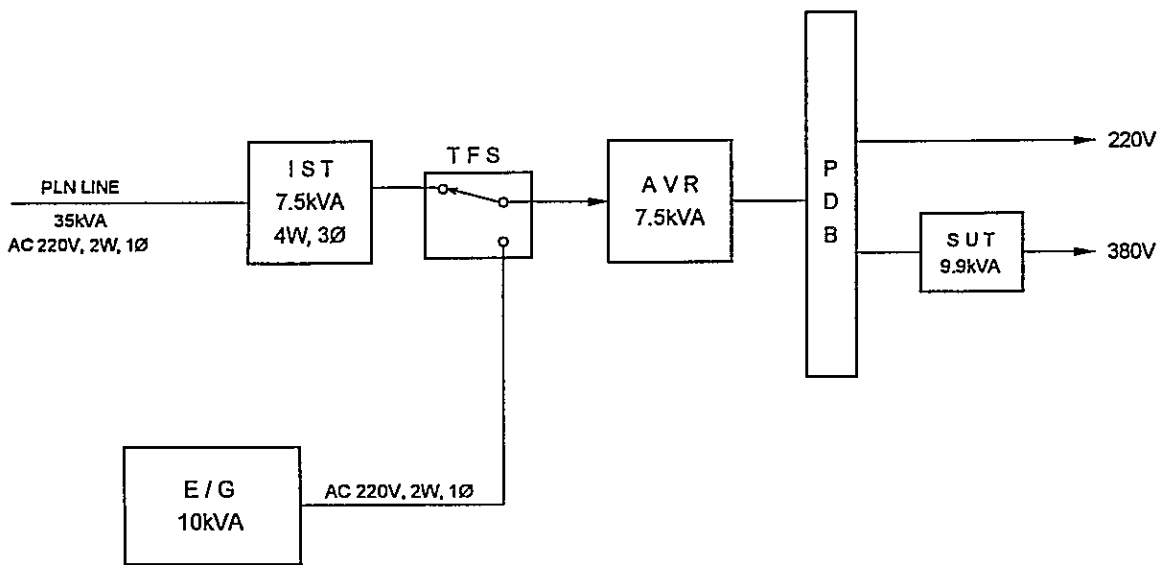 PLN LINE
35kVA
AC 220V, 2W, 1Ø
I S T
7.5kVA
4W, 3Ø
T F S
A V R
7.5kVA
P
D
B
220V
S U T
9.9kVA
380V
E / G
10kVA
AC 220V, 2W, 1Ø